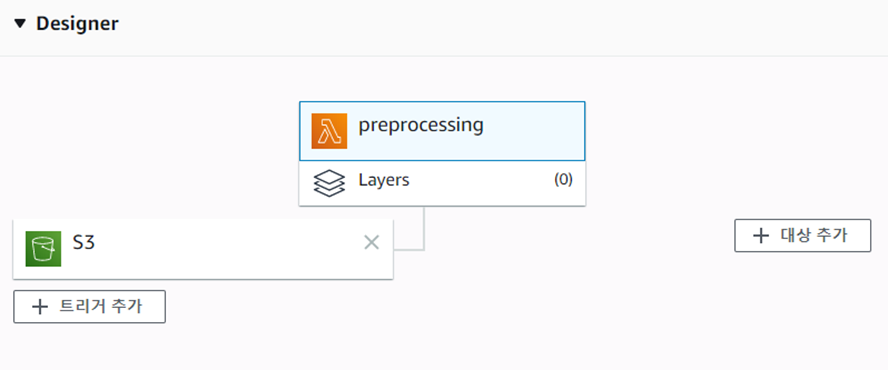 Designer
preprocessing
Layers (0)
S3
대상 추가
트리거 추가